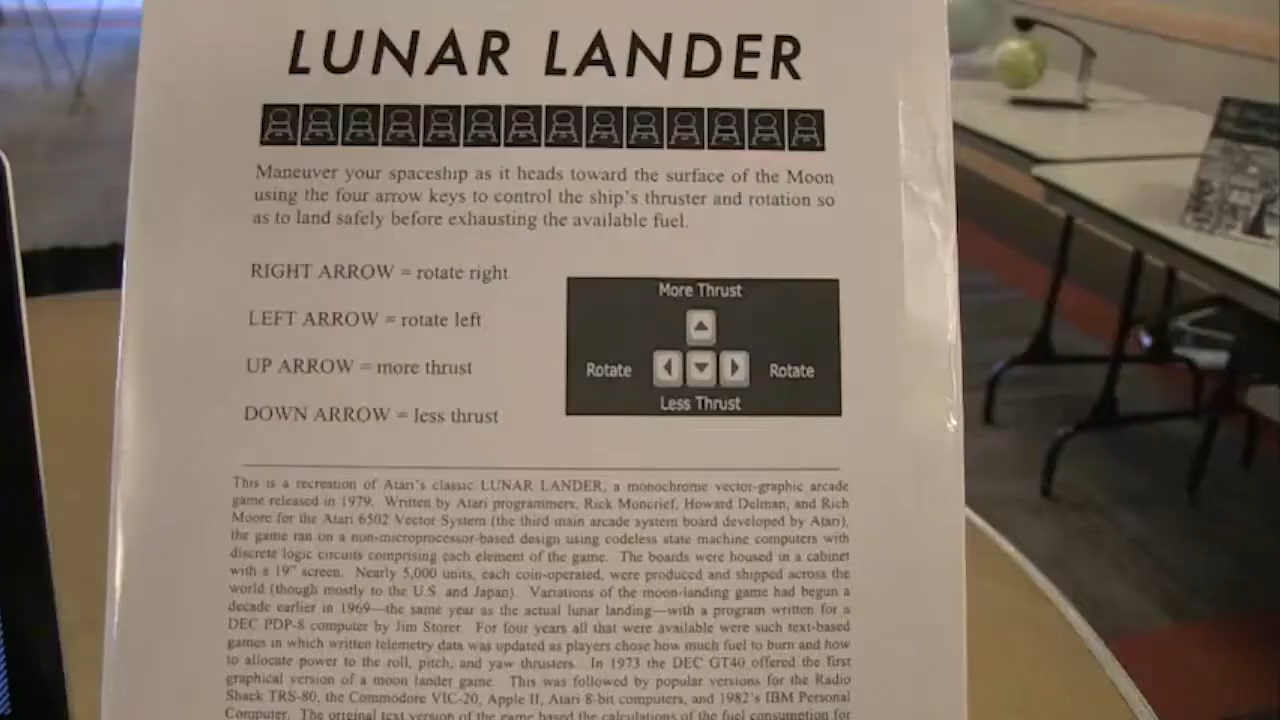 LUNAR LANDER
Maneuver your spaceship as it heads toward the surface of the Moon
using the four arrow keys to control the ship's thruster and rotation so
as to land safely before exhausting the available fuel.
RIGHT ARROW = rotate right
LEFT ARROW = rotate left
UP ARROW = more thrust
DOWN ARROW = less thrust
More Thrust
Rotate
Rotate
Less Thrust
This is a recreation of Atari's classic LUNAR LANDER, a monochrome vector-graphic arcade
game released in 1979. Written by Atari programmers, Rick Moncrief, Howard Delman, and Rich
Moore for the Atari 6502 Vector System (the third main arcade system board developed by Atari),
the game ran on a non-microprocessor-based design using codeless state machine computers with
discrete logic circuits comprising each element of the game. The boards were housed in a cabinet
with a 19" screen. Nearly 5,000 units, each coin-operated, were produced and shipped across the
world (though mostly to the U.S. and Japan). Variations of the moon-landing game had begun a
decade earlier in 1969—the same year as the actual lunar landing—with a program written for a
DEC PDP-8 computer by Jim Storer. For four years all that were available were such text-based
games in which written telemetry data was updated as players chose how much fuel to burn and how
to allocate power to the roll, pitch, and yaw thrusters. In 1973 the DEC GT40 offered the first
graphical version of a moon lander game. This was followed by popular versions for the Radio
Shack TRS-80, the Commodore VIC-20, Apple II, Atari 8-bit computers, and 1982's IBM Personal
Computer. The original text version of the game based the calculations of the fuel consumption for